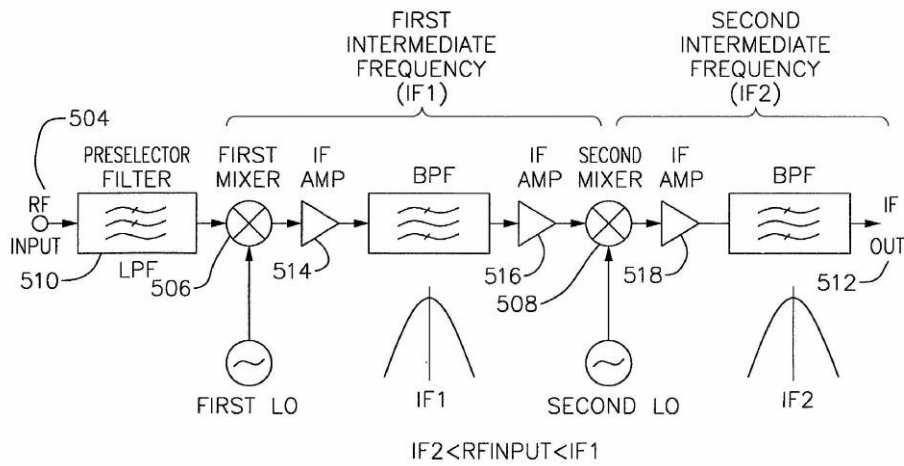 FIRST
INTERMEDIATE
FREQUENCY
(IF1)
SECOND
INTERMEDIATE
FREQUENCY
(IF2)
504
PRESELECTOR
FILTER
FIRST
MIXER
IF
AMP
BPF
IF
AMP
SECOND
MIXER
IF
AMP
BPF
RF
INPUT
IF
OUT
510
LPF
506
514
516
508
518
512
FIRST LO
IF1
SECOND LO
IF2
IF2<RFINPUT<IF1